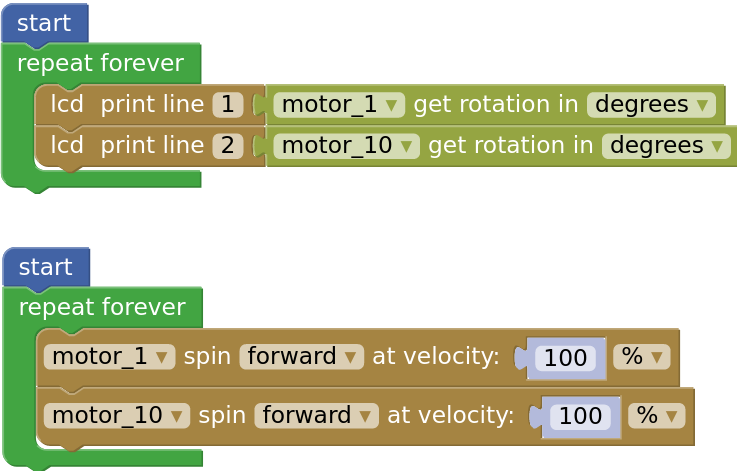 start
repeat forever
lcd print line 1 motor_1 ▼ get rotation in degrees ▼
lcd print line 2 motor_10 ▼ get rotation in degrees ▼
start
repeat forever
motor_1 ▼ spin forward ▼ at velocity: 100 % ▼
motor_10 ▼ spin forward ▼ at velocity: 100 % ▼